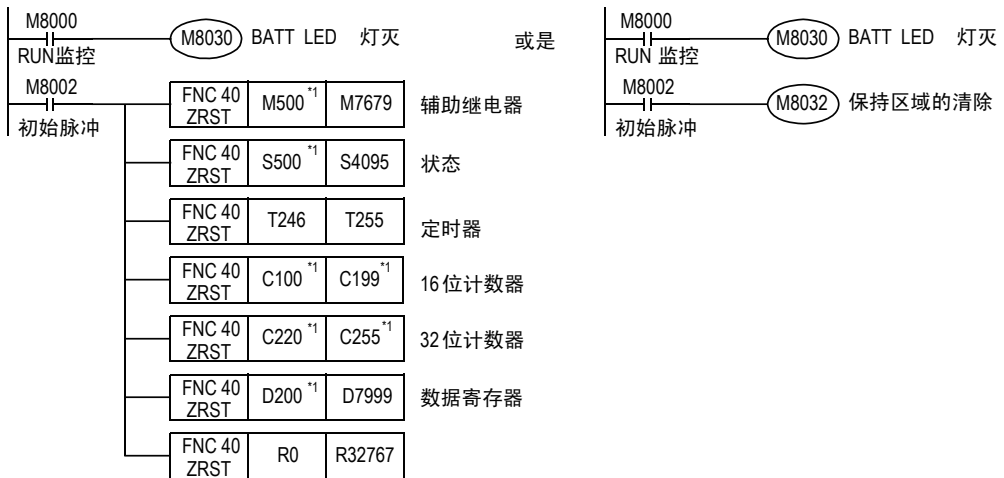 M8000
M8030 BATT LED 灯灭
RUN监控
M8002
初始脉冲
FNC 40 ZRST M500 *1 M7679 辅助继电器
FNC 40 ZRST S500 *1 S4095 状态
FNC 40 ZRST T246 T255 定时器
FNC 40 ZRST C100 *1 C199 *1 16位计数器
FNC 40 ZRST C220 *1 C255 *1 32位计数器
FNC 40 ZRST D200 *1 D7999 数据寄存器
FNC 40 ZRST R0 R32767
或是
M8000
M8030 BATT LED 灯灭
RUN 监控
M8002
M8032 保持区域的清除
初始脉冲